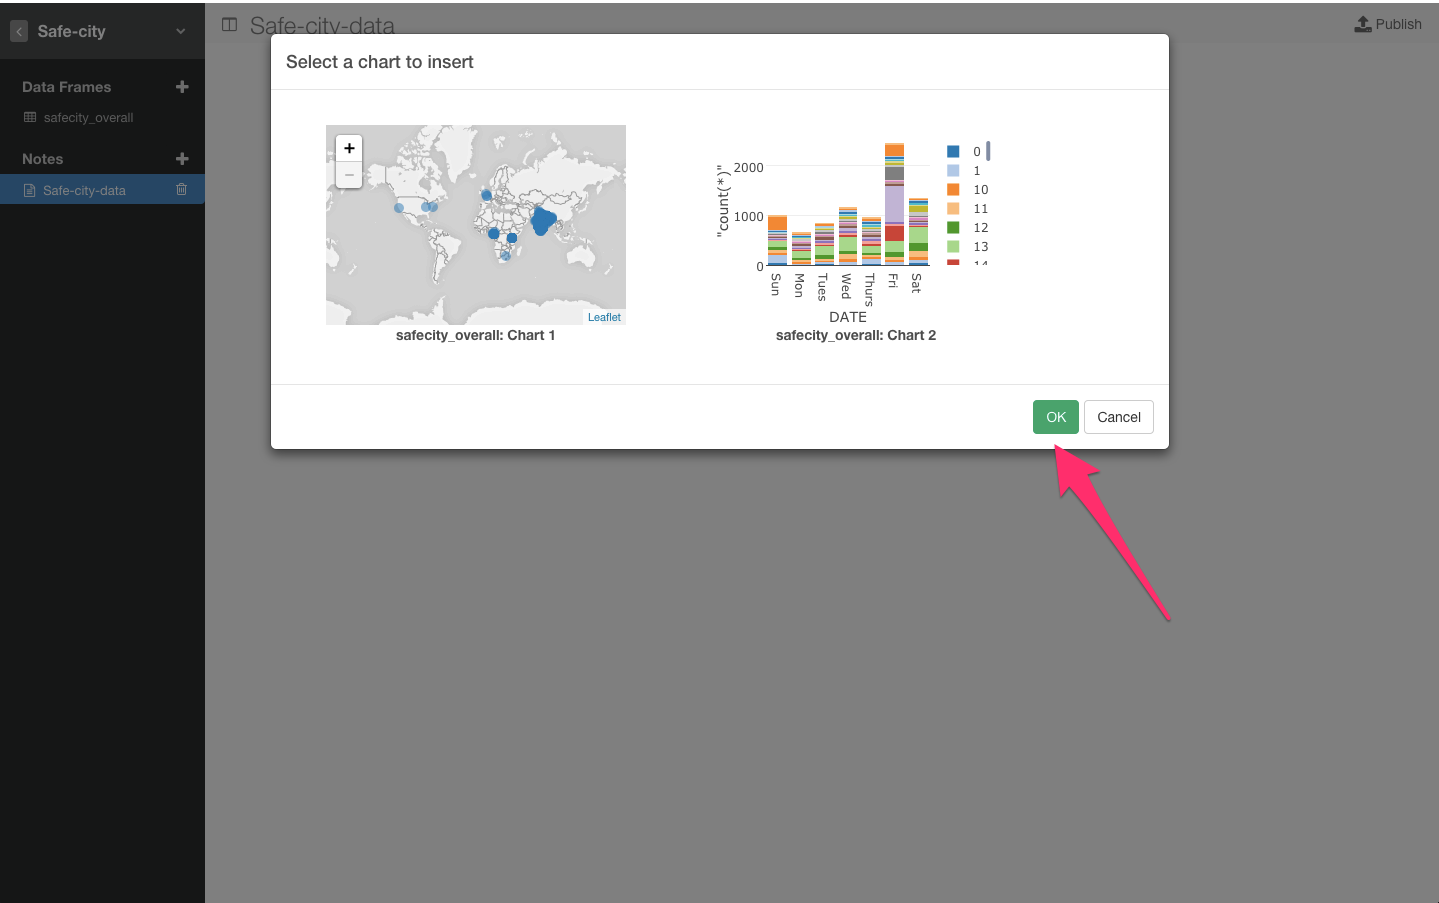 Safe-city
Safe-city-data
Publish
Data Frames
safecity_overall
Notes
Safe-city-data
Select a chart to insert
+
−
Leaflet
safecity_overall: Chart 1
"count(*)"
2000
1000
0
Sun
Mon
Tues
Wed
Thurs
Fri
Sat
DATE
0
1
10
11
12
13
14
safecity_overall: Chart 2
OK
Cancel